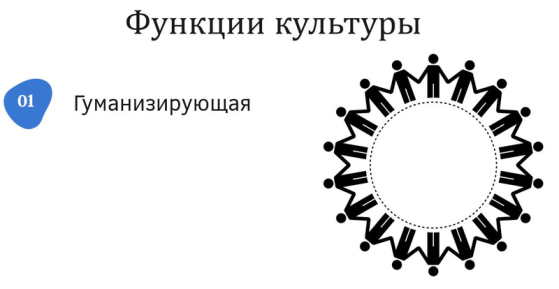 Функции культуры
01
Гуманизирующая